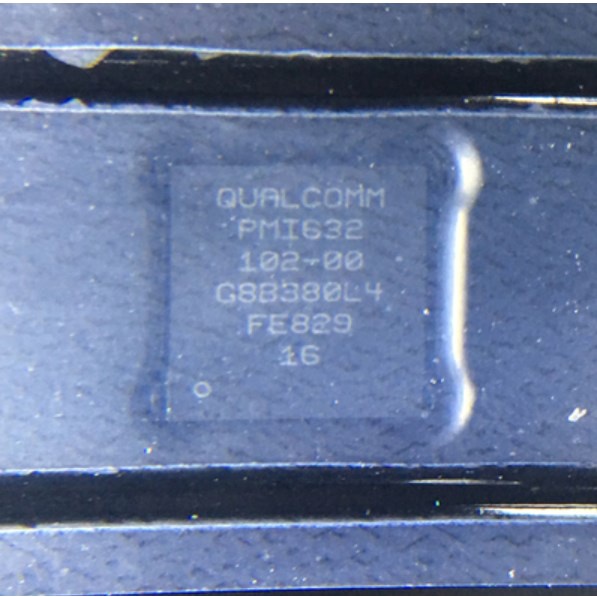 QUALCOMM
PMI632
102-00
G8B380L4
FE829
16